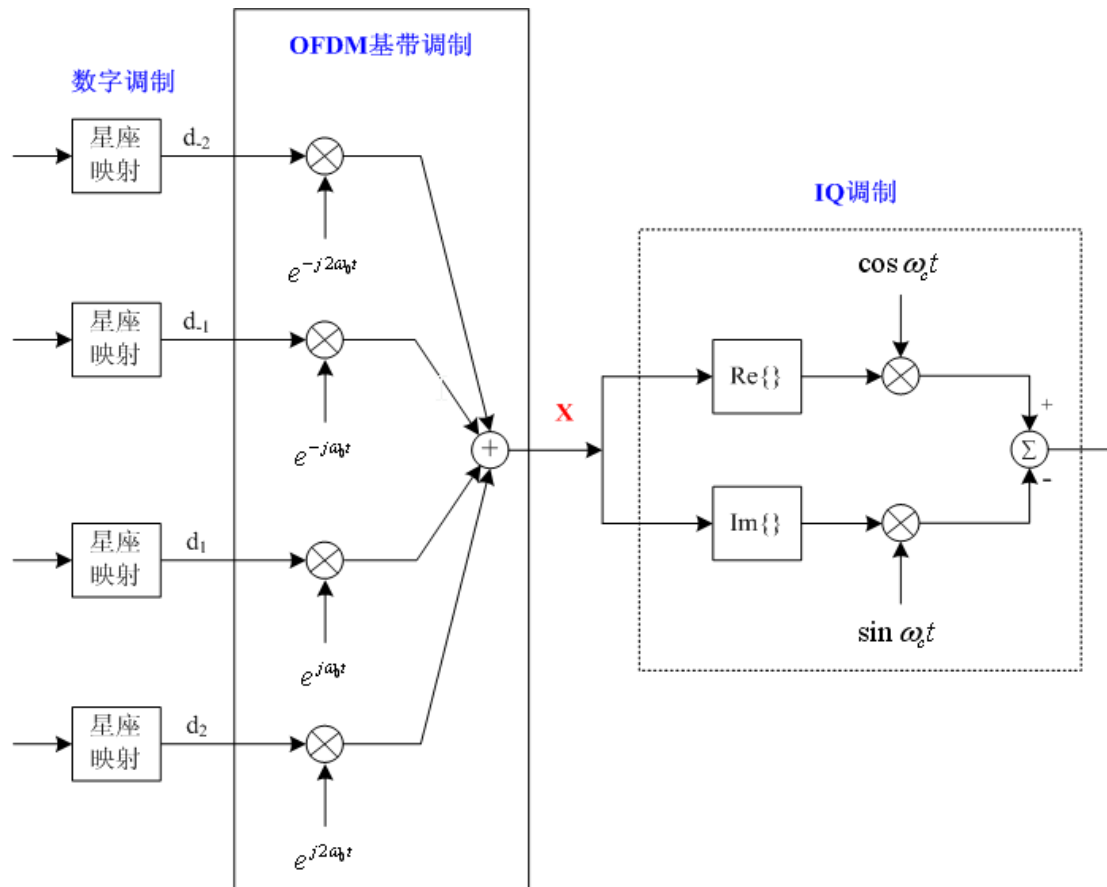 OFDM基带调制
数字调制
星座
映射
d₋₂
e^{-j2ω₀t}
星座
映射
d₋₁
e^{-jω₀t}
星座
映射
d₁
e^{jω₀t}
星座
映射
d₂
e^{j2ω₀t}
+
X
IQ调制
cos ω_c t
Re{}
+
Σ
-
Im{}
sin ω_c t